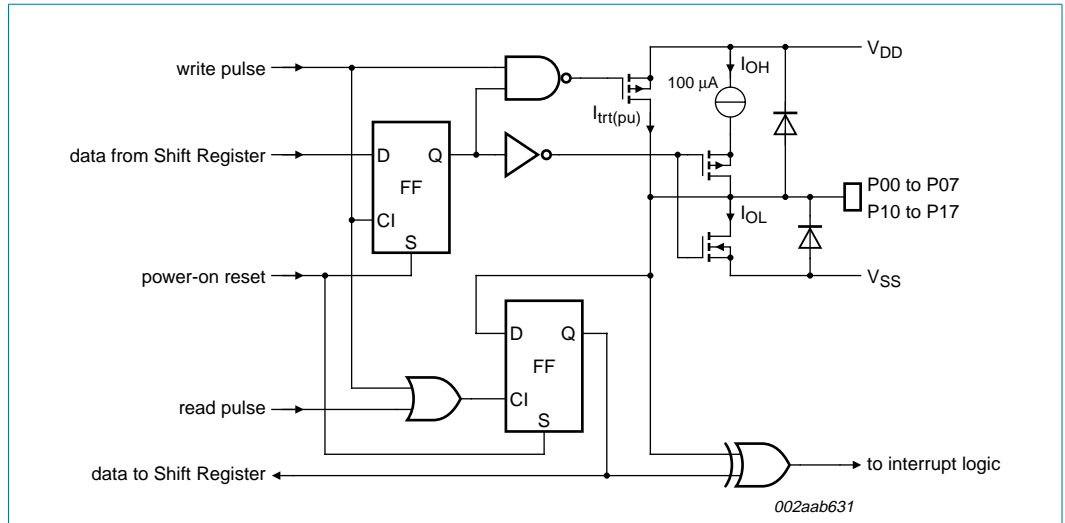 write pulse
data from Shift Register
power-on reset
read pulse
data to Shift Register
D
Q
FF
CI
S
D
Q
FF
CI
S
I_trt(pu)
100 μA
I_OH
I_OL
V_DD
P00 to P07
P10 to P17
V_SS
to interrupt logic
002aab631